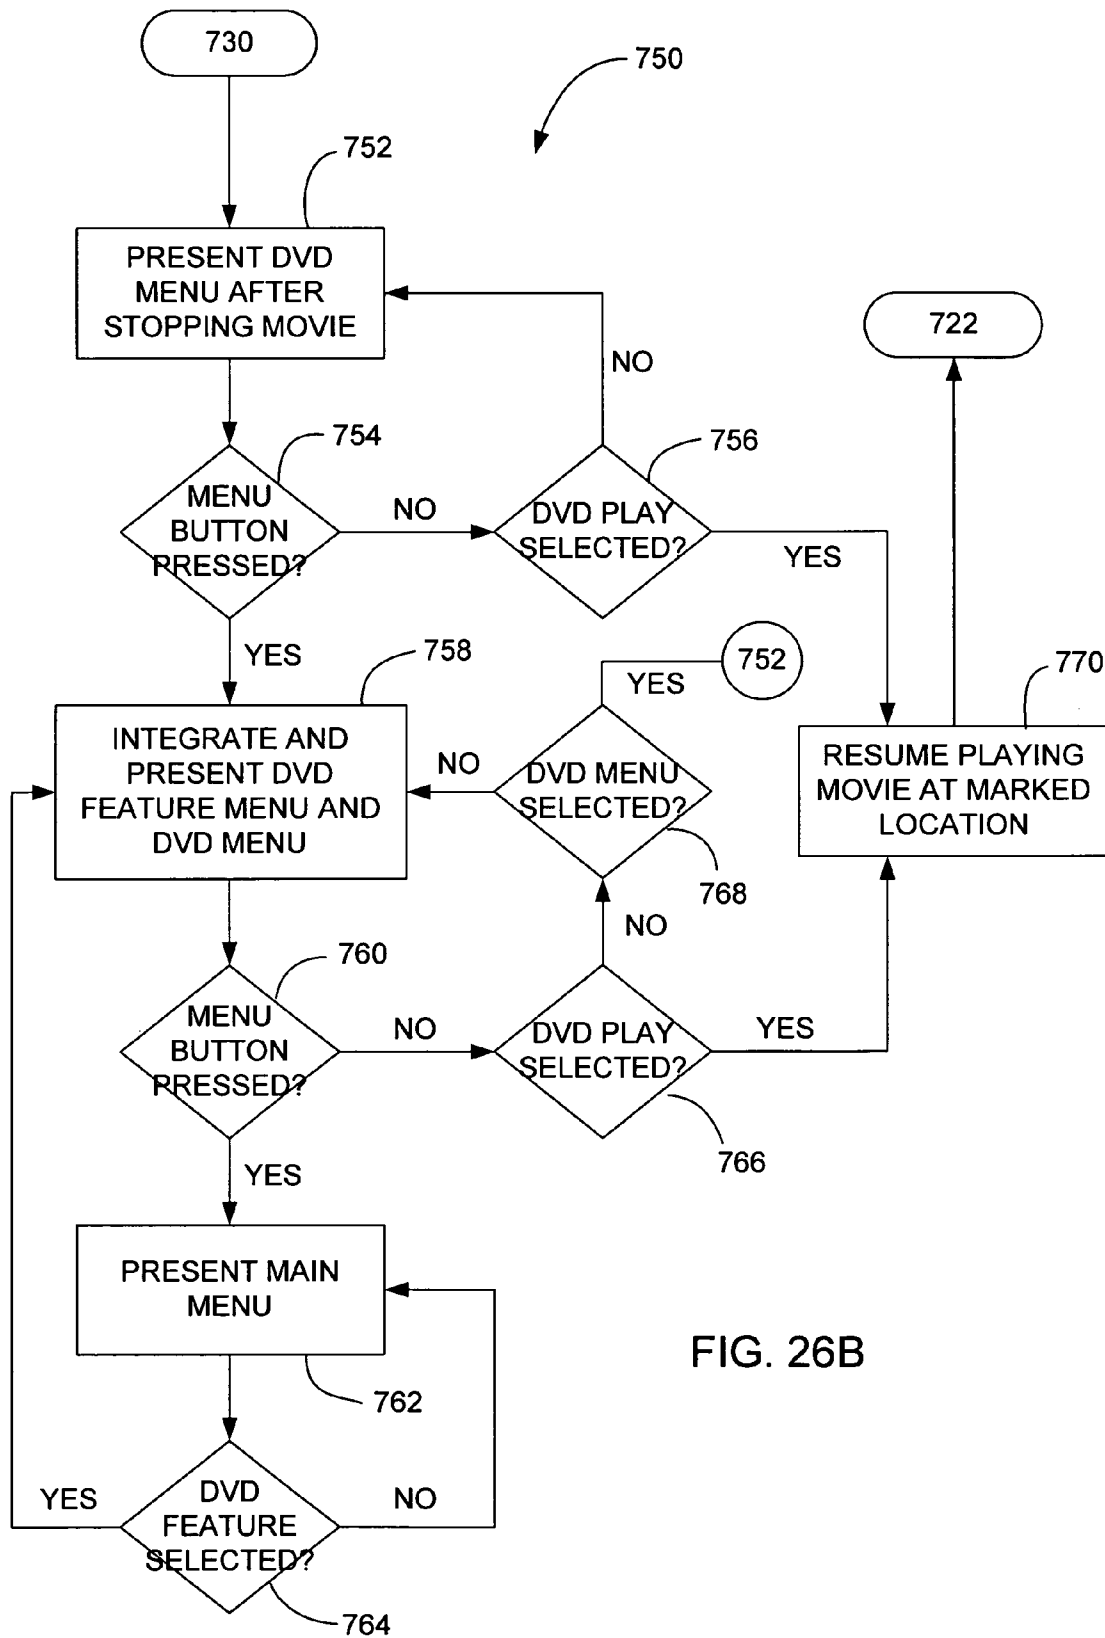 730
750
752
PRESENT DVD
MENU AFTER
STOPPING MOVIE
722
NO
754
756
MENU
BUTTON
PRESSED?
NO
DVD PLAY
SELECTED?
YES
YES
758
752
YES
770
INTEGRATE AND
PRESENT DVD
FEATURE MENU AND
DVD MENU
NO
DVD MENU
SELECTED?
RESUME PLAYING
MOVIE AT MARKED
LOCATION
768
NO
760
MENU
BUTTON
PRESSED?
NO
DVD PLAY
SELECTED?
YES
766
YES
PRESENT MAIN
MENU
FIG. 26B
762
YES
DVD
FEATURE
SELECTED?
NO
764